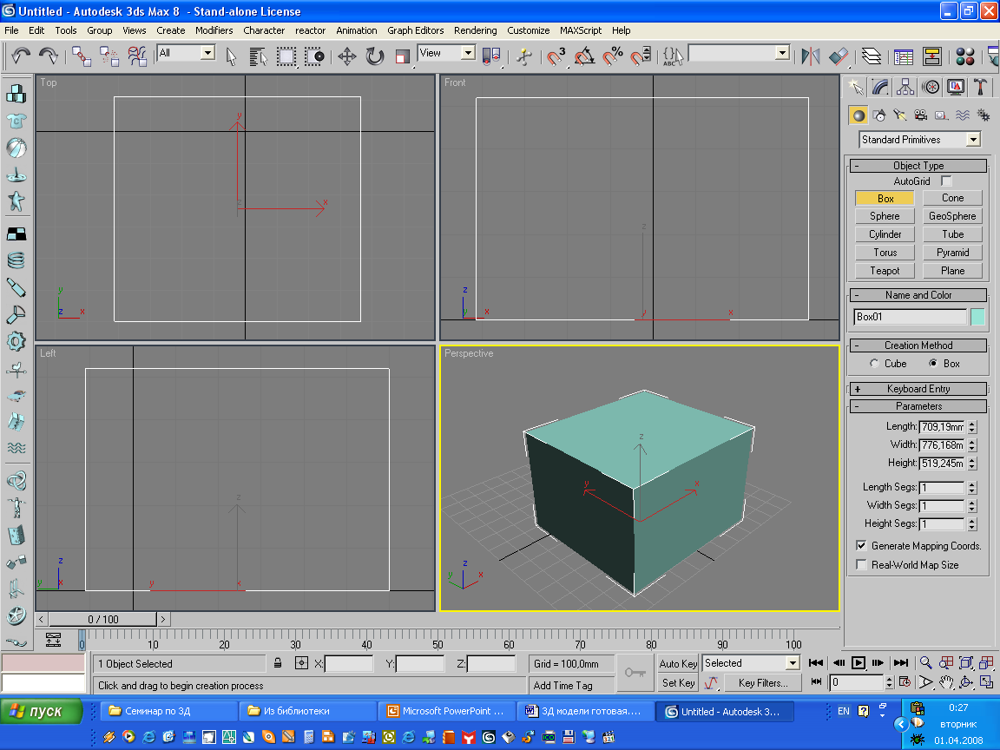 Untitled - Autodesk 3ds Max 8 - Stand-alone License
File Edit Tools Group Views Create Modifiers Character reactor Animation Graph Editors Rendering Customize MAXScript Help
All View 3 % {} ABC
Top
Front
Left
Perspective
y
x
z
y
z
x
z
y
x
z
y
x
z
y
x
z
y
x
z
y
x
z
y
x
Standard Primitives
- Object Type
AutoGrid
Box Cone
Sphere GeoSphere
Cylinder Tube
Torus Pyramid
Teapot Plane
- Name and Color
Box01
- Creation Method
Cube Box
+ Keyboard Entry
- Parameters
Length: 709,19mm
Width: 776,168m
Height: 519,245m
Length Segs: 1
Width Segs: 1
Height Segs: 1
Generate Mapping Coords.
Real-World Map Size
< 0 / 100 >
0 10 20 30 40 50 60 70 80 90 100
1 Object Selected X: Y: Z: Grid = 100,0mm Auto Key Selected
Click and drag to begin creation process Add Time Tag Set Key Key Filters... 0
пуск Семинар по 3Д Из библиотеки Microsoft PowerPoint ... 3Д модели готовая.... Untitled - Autodesk 3... EN 0:27
вторник
01.04.2008